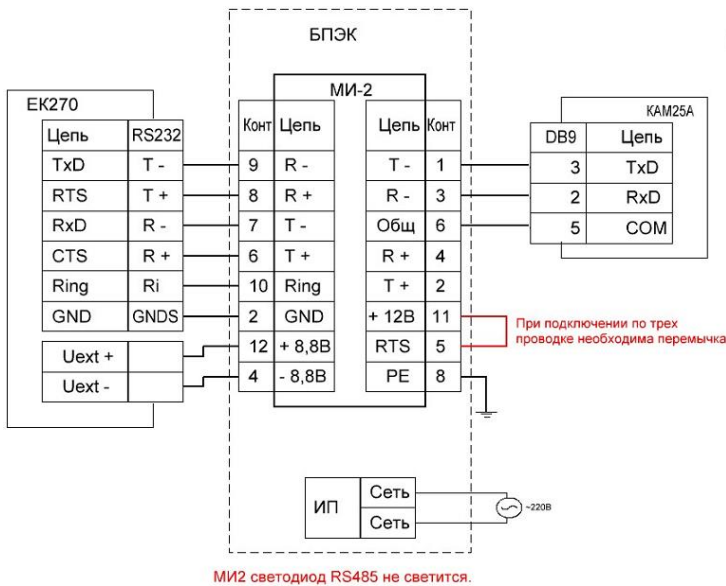 БПЭК
МИ-2
EK270
КАМ25А
Цепь RS232
Конт Цепь
Цепь Конт
DB9 Цепь
TxD T -
9 R -
T - 1
3 TxD
RTS T +
8 R +
R - 3
2 RxD
RxD R -
7 T -
Общ 6
5 COM
CTS R +
6 T +
R + 4
Ring Ri
10 Ring
T + 2
GND GNDS
2 GND
+ 12В 11
Uext +
12 + 8,8В
RTS 5
Uext -
4 - 8,8В
PE 8
При подключении по трех
проводке необходима перемычка
ИП
Сеть
Сеть
~220В
МИ2 светодиод RS485 не светится.